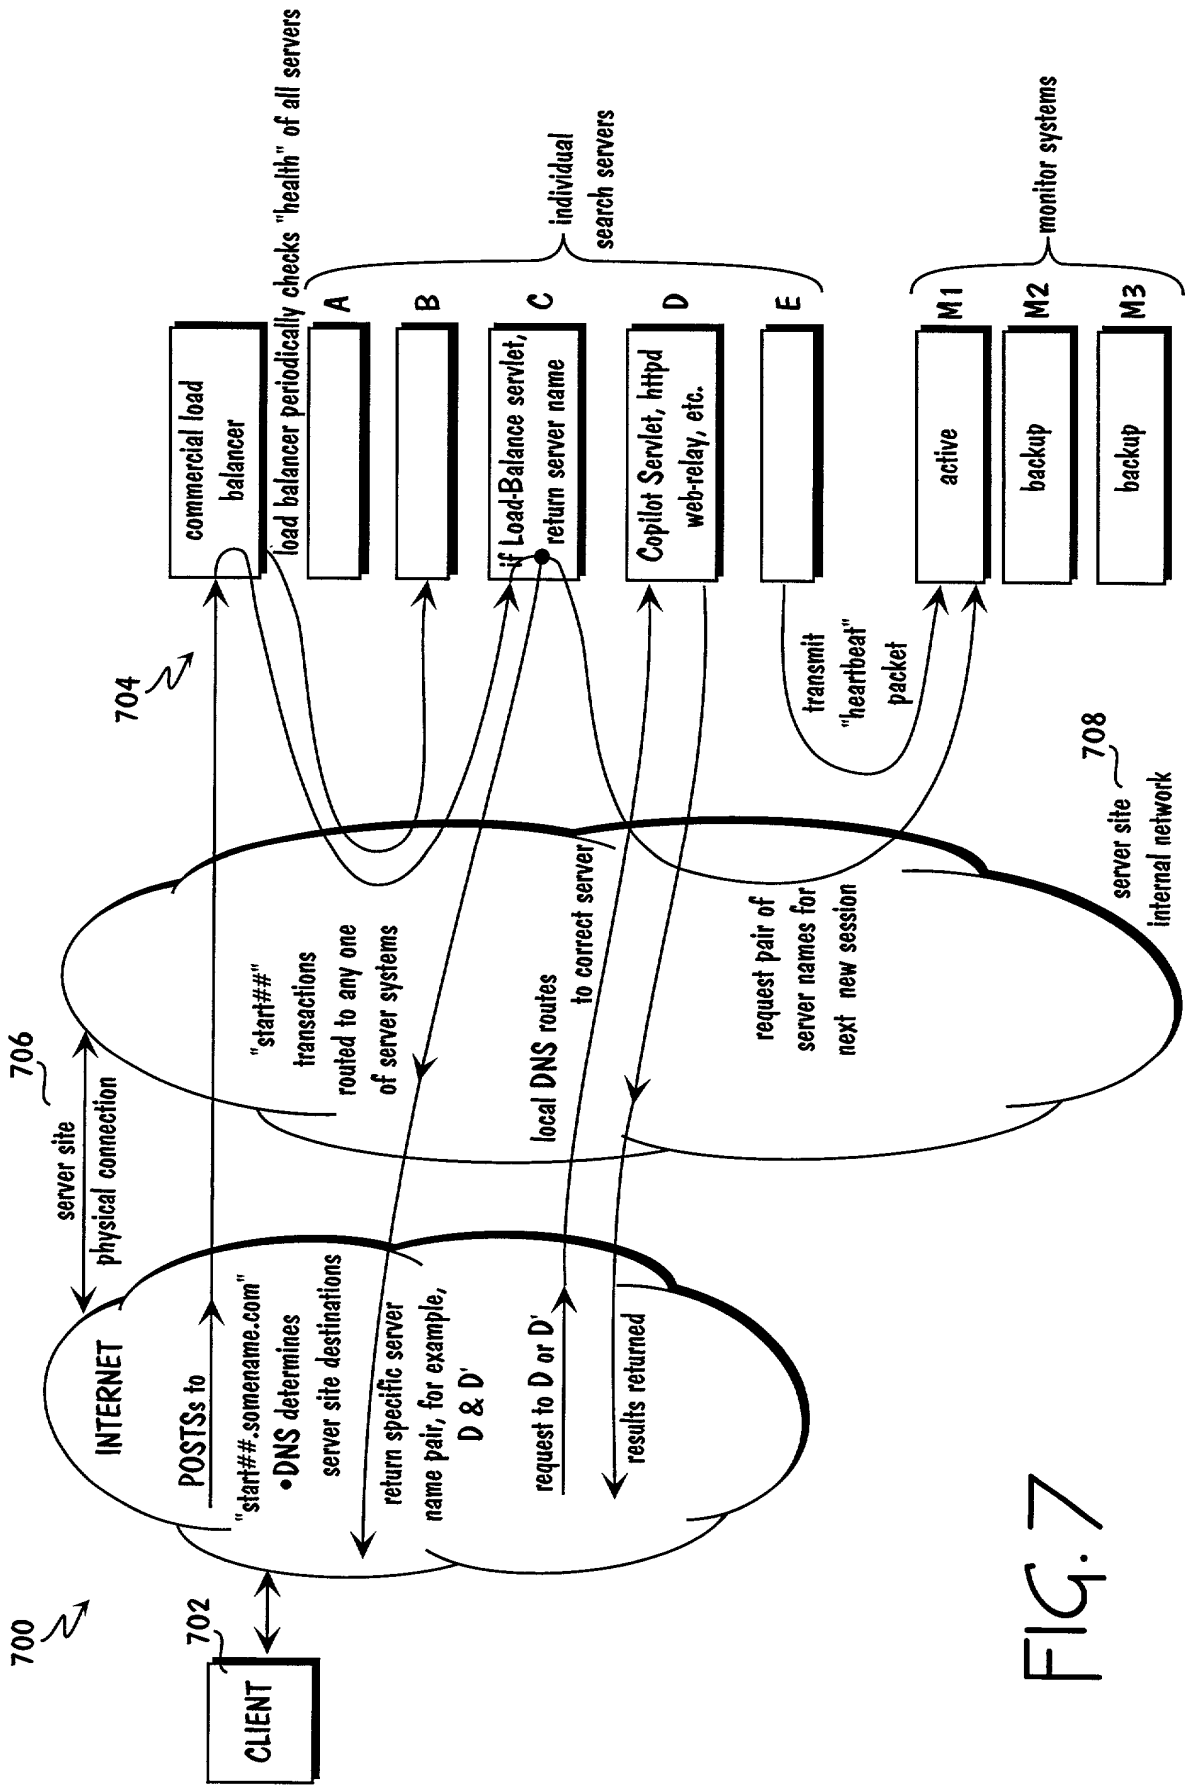 700
CLIENT
702
INTERNET
POSTSs to
"start##.somename.com"
•DNS determines
server site destinations
return specific server
name pair, for example,
D & D'
request to D or D'
results returned
server site
physical connection
706
"start##"
transactions
routed to any one
of server systems
local DNS routes
to correct server
request pair of
server names for
next new session
server site
internal network
708
704
commercial load
balancer
load balancer periodically checks "health" of all servers
A
B
if Load-Balance servlet,
return server name
C
Copilot Servlet, httpd
web-relay, etc.
D
E
individual
search servers
transmit
"heartbeat"
packet
active
M1
backup
M2
backup
M3
monitor systems
FIG. 7